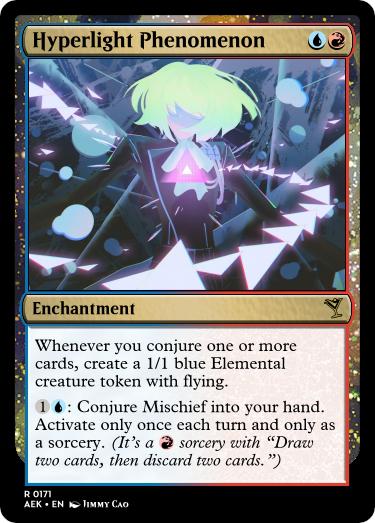 Hyperlight Phenomenon
Enchantment
Whenever you conjure one or more
cards, create a 1/1 blue Elemental
creature token with flying.
1: Conjure Mischief into your hand.
Activate only once each turn and only as
a sorcery. (It's a sorcery with “Draw
two cards, then discard two cards.”)
R 0171
AEK • EN Jimmy Cao